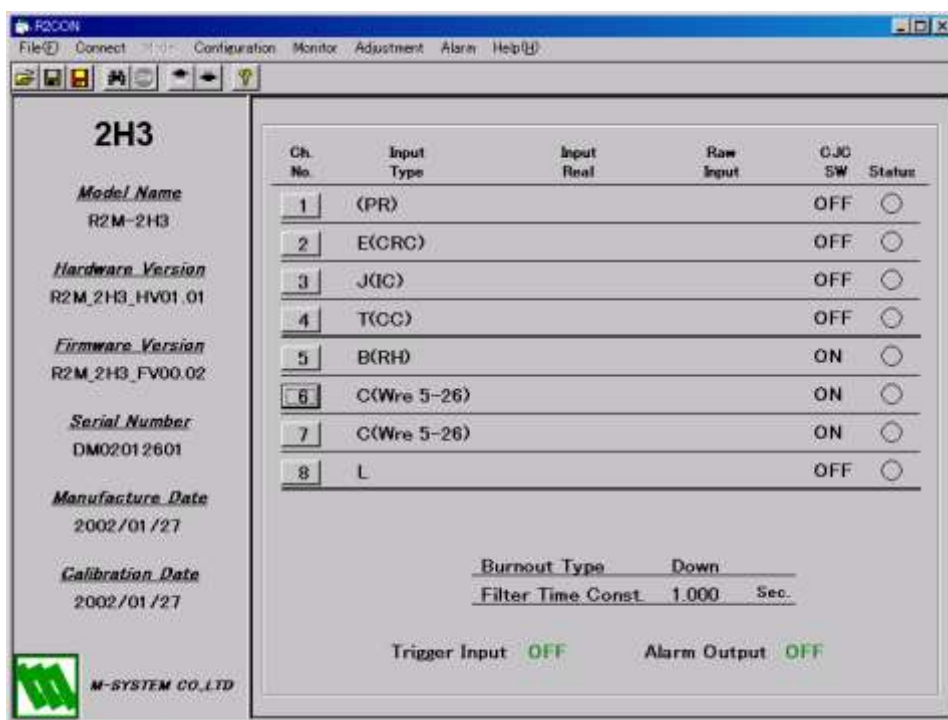 R2CON
File(F) Connect Configuration Monitor Adjustment Alarm Help(H)
2H3
Model Name
R2M-2H3
Hardware Version
R2M_2H3_HV01.01
Firmware Version
R2M_2H3_FV00.02
Serial Number
DM02012601
Manufacture Date
2002/01/27
Calibration Date
2002/01/27
M-SYSTEM CO.,LTD
Ch. No. Input Type Input Real Raw Input CJC SW Status
1 (PR) OFF
2 E(CRC) OFF
3 J(IC) OFF
4 T(CC) OFF
5 B(RH) ON
6 C(Wre 5-26) ON
7 C(Wre 5-26) ON
8 L OFF
Burnout Type Down
Filter Time Const. 1.000 Sec.
Trigger Input OFF Alarm Output OFF